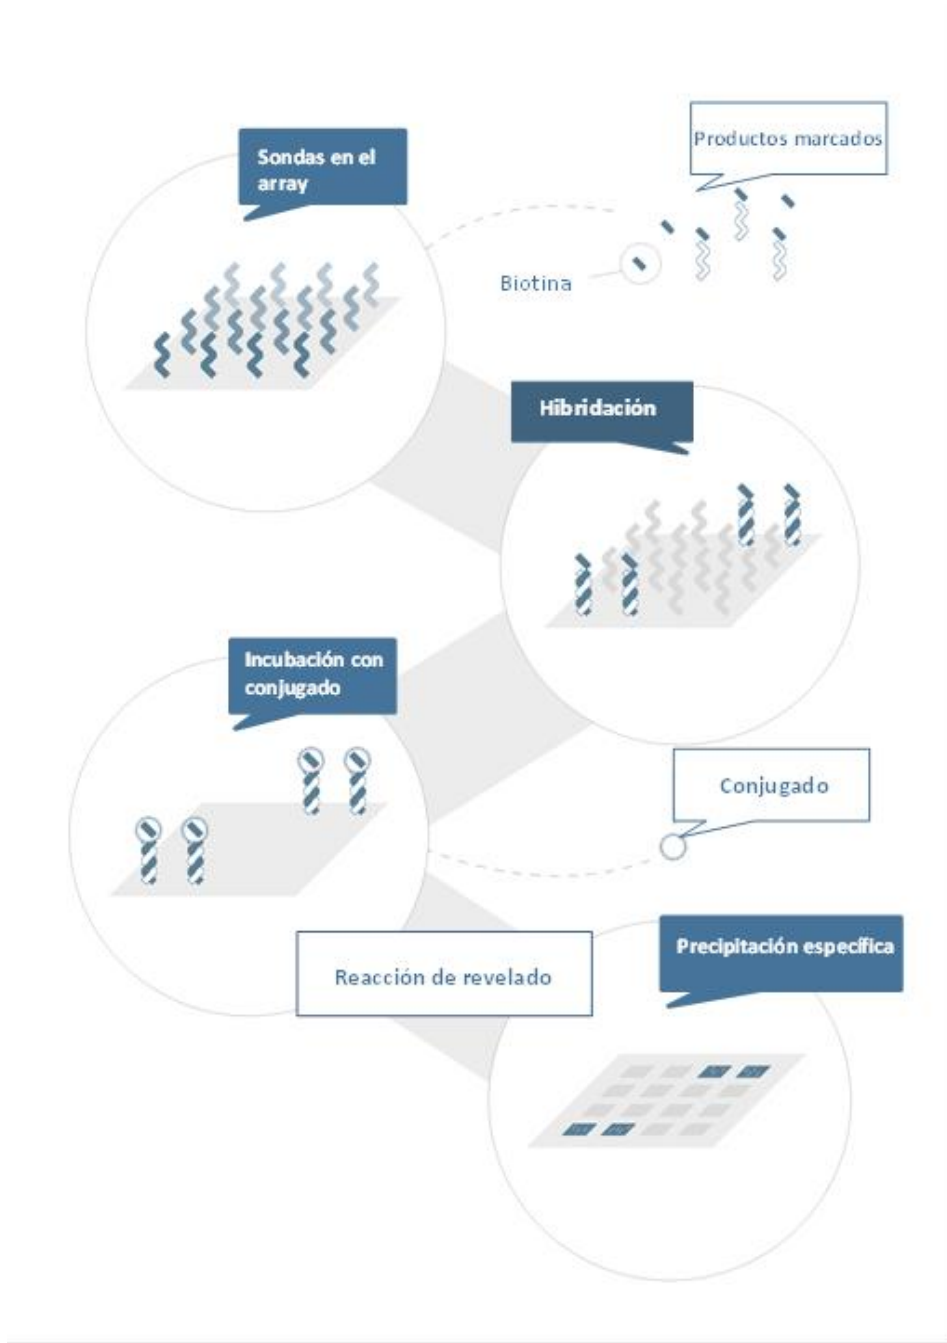 Productos marcados
Sondas en el
array
Biotina
Hibridación
Incubación con
conjugado
Conjugado
Precipitación específica
Reacción de revelado